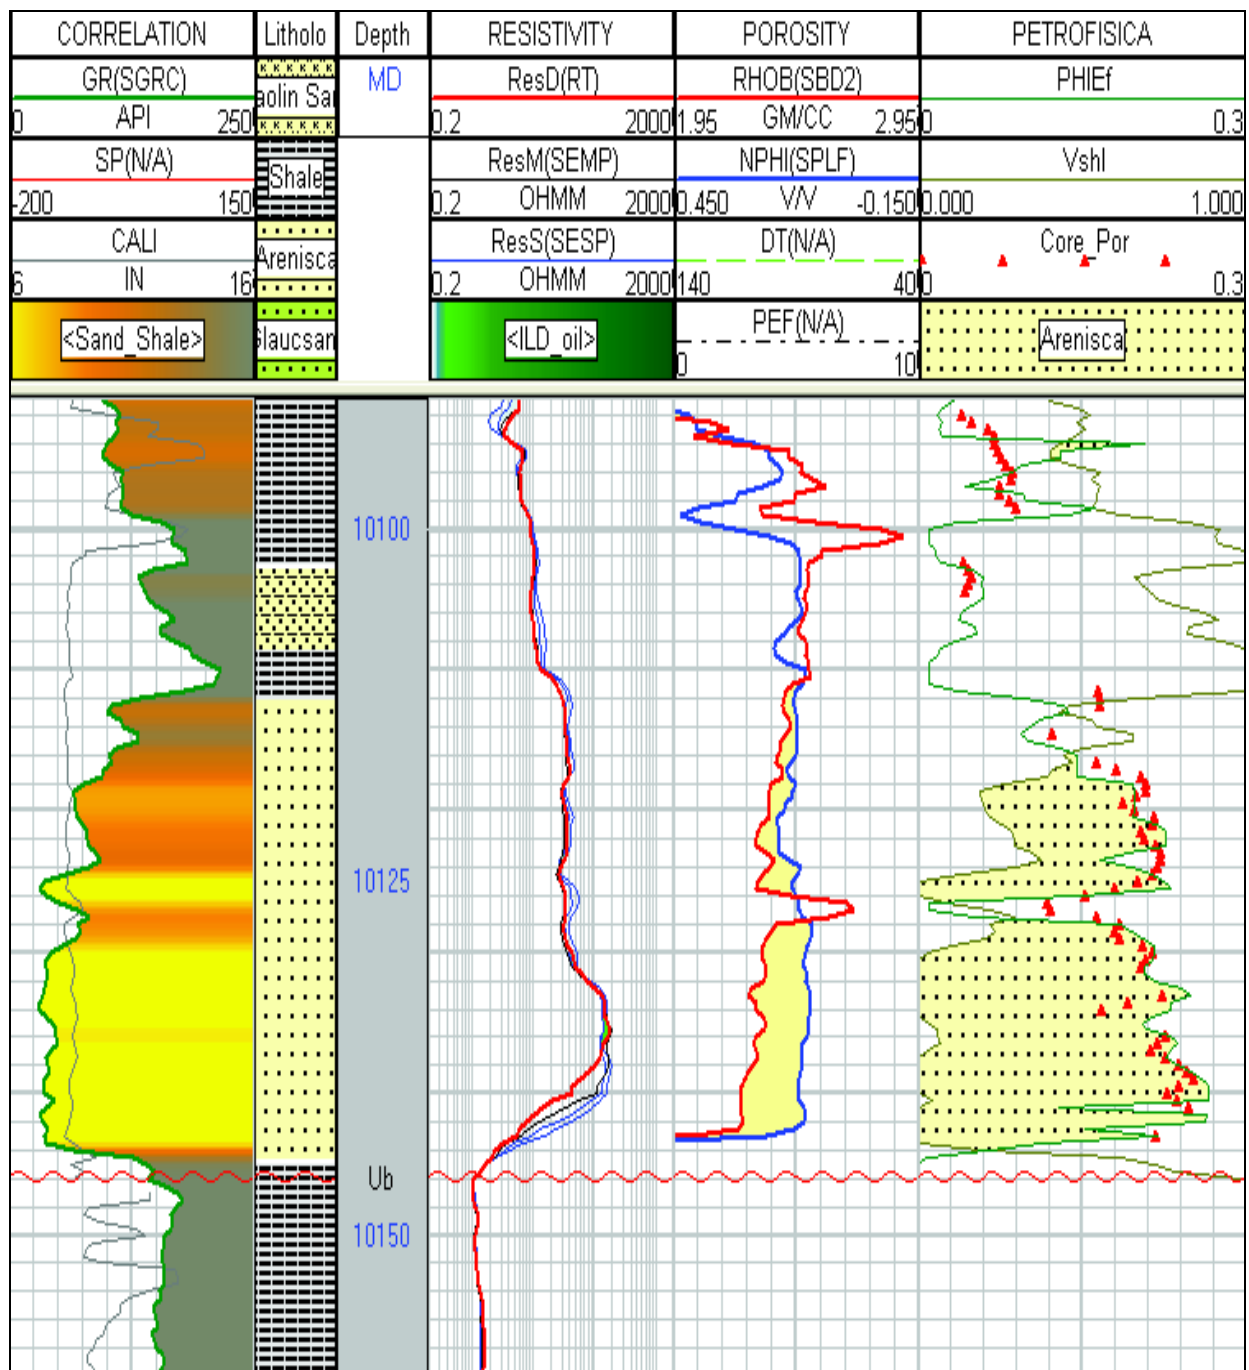 CORRELATION Litholo Depth RESISTIVITY POROSITY PETROFISICA
GR(SGRC) MD ResD(RT) RHOB(SBD2) PHIEf
0 API 250 aolin Sa 0.2 2000 1.95 GM/CC 2.95 0 0.3
SP(N/A) ResM(SEMP) NPHI(SPLF) Vshl
-200 150 Shale 0.2 OHMM 2000 0.450 V/V -0.150 0.000 1.000
CALI ResS(SESP) DT(N/A) Core_Por
6 IN 16 Arenisca 0.2 OHMM 2000 140 40 0 0.3
<Sand_Shale> Glaucsan <ILD_oil> PEF(N/A) Arenisca
0 10
10100
10125
Ub
10150